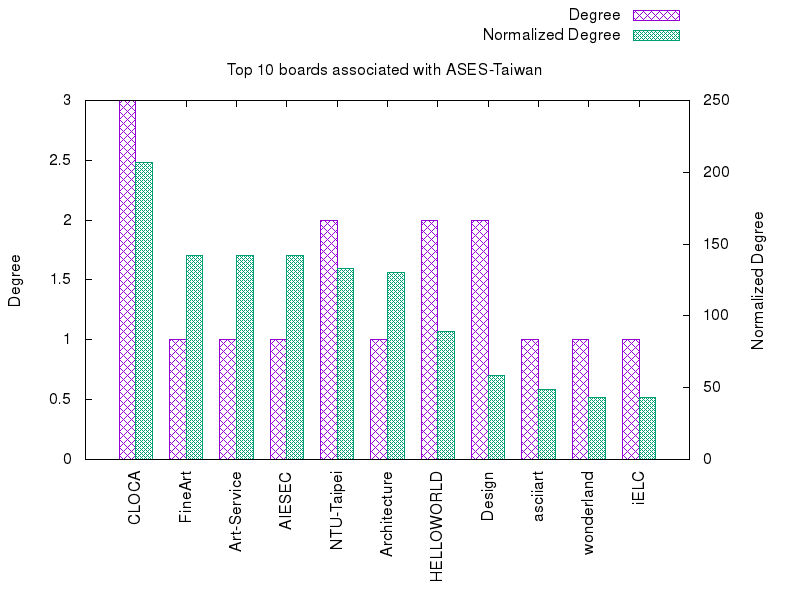 Degree
Normalized Degree
Top 10 boards associated with ASES-Taiwan
3
2.5
2
1.5
1
0.5
0
250
200
150
100
50
0
Degree
Normalized Degree
CLOCA
FineArt
Art-Service
AIESEC
NTU-Taipei
Architecture
HELLOWORLD
Design
asciiart
wonderland
iELC